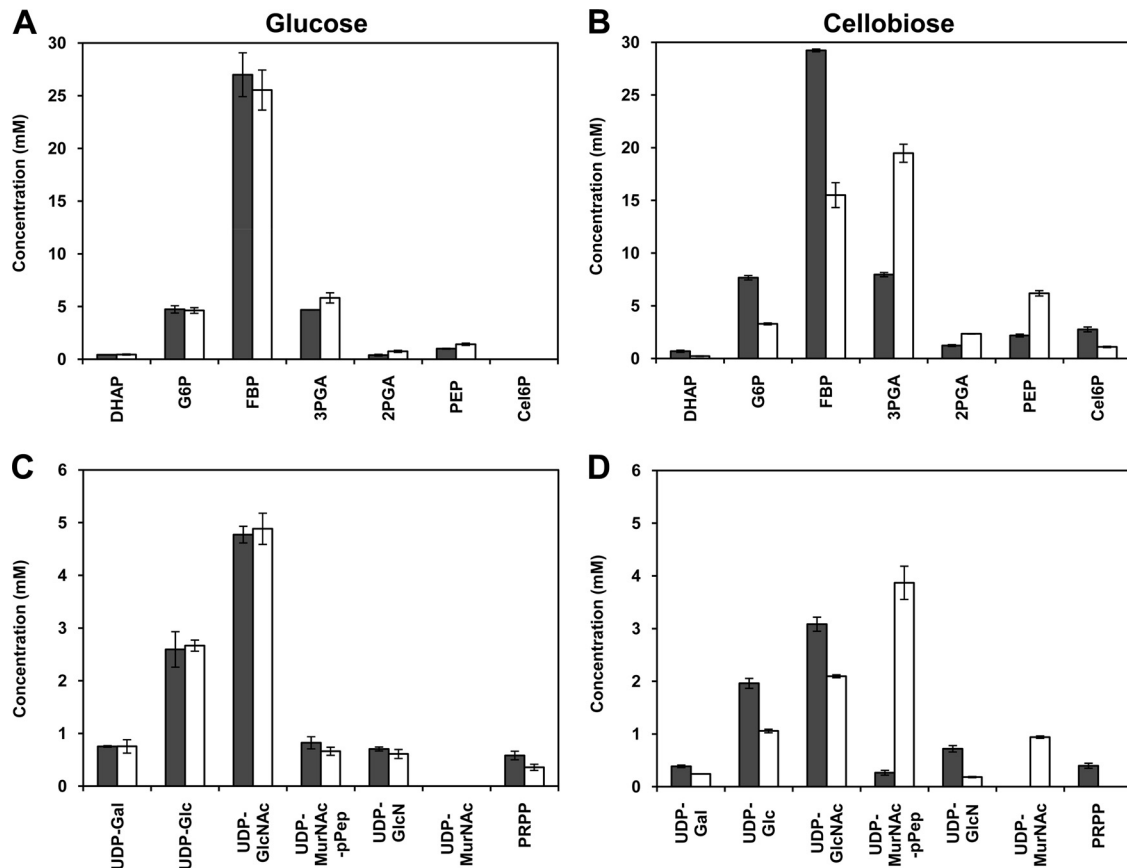 A
Glucose
Concentration (mM)
30
25
20
15
10
5
0
DHAP
G6P
FBP
3PGA
2PGA
PEP
Cel6P
B
Cellobiose
Concentration (mM)
30
25
20
15
10
5
0
DHAP
G6P
FBP
3PGA
2PGA
PEP
Cel6P
C
Concentration (mM)
6
5
4
3
2
1
0
UDP-Gal
UDP-Glc
UDP-
GlcNAc
UDP-
MurNAc
-pPep
UDP-
GlcN
UDP-
MurNAc
PRPP
D
Concentration (mM)
6
5
4
3
2
1
0
UDP-
Gal
UDP-
Glc
UDP-
GlcNAc
UDP-
MurNAc
-pPep
UDP-
GlcN
UDP-
MurNAc
PRPP